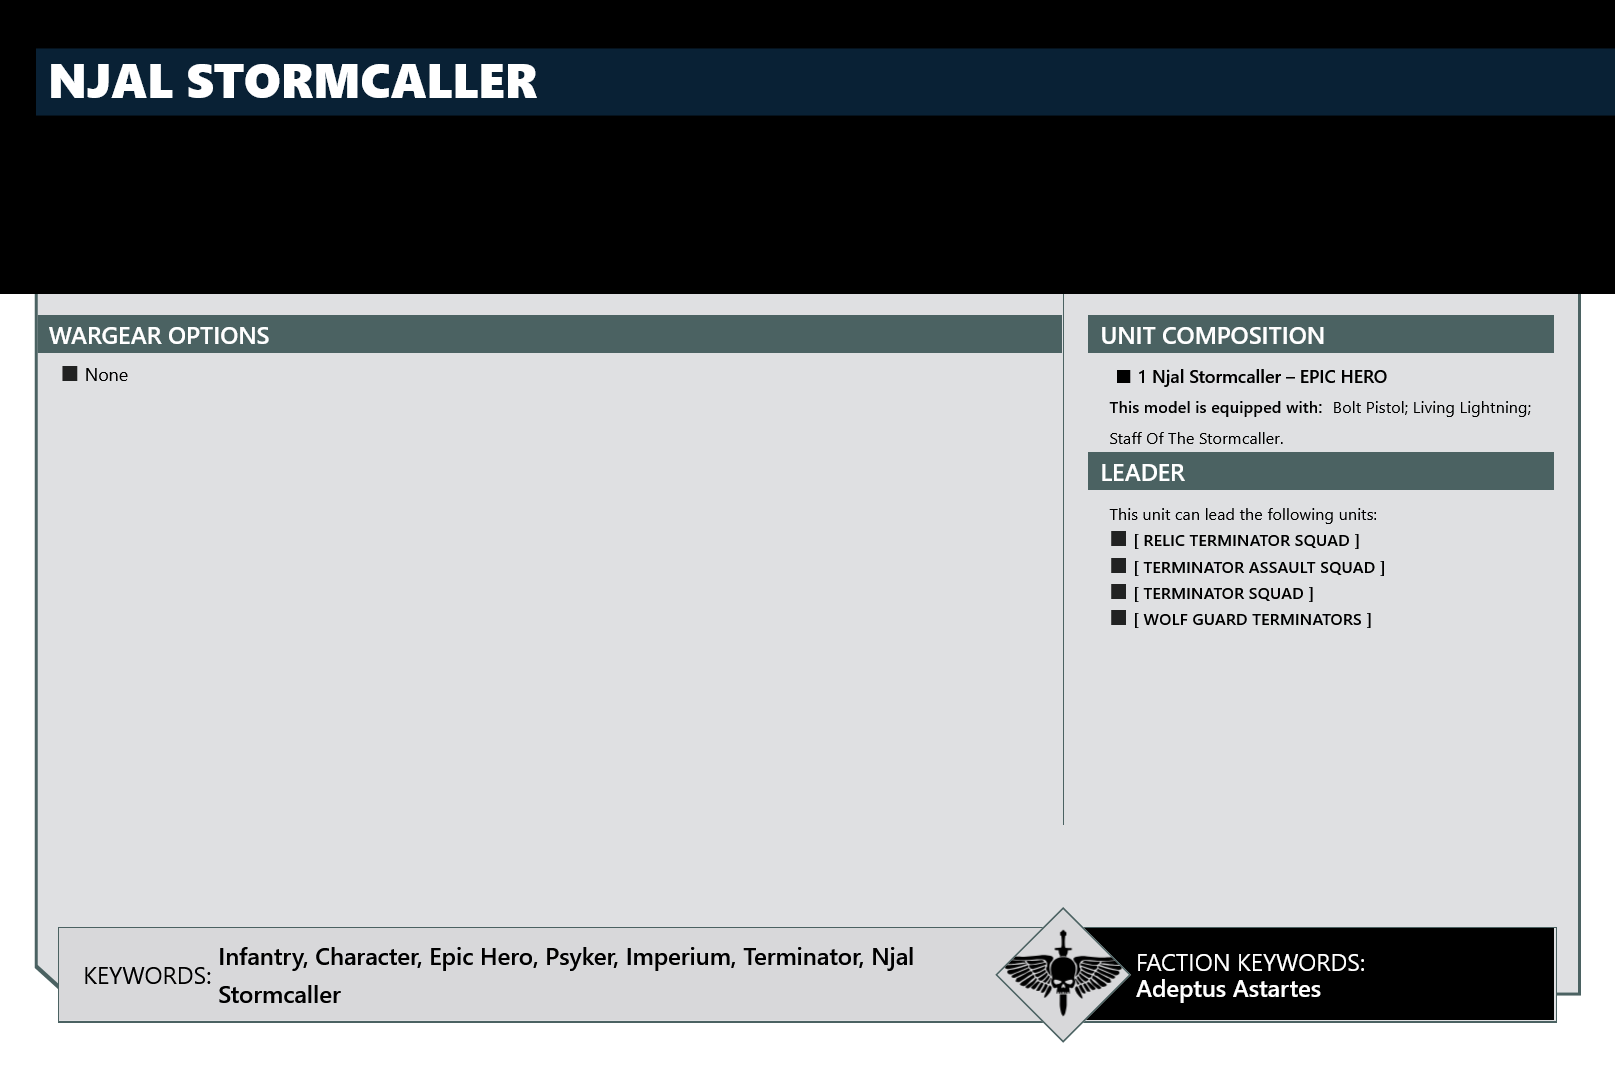 NJAL STORMCALLER
WARGEAR OPTIONS
None
UNIT COMPOSITION
1 Njal Stormcaller – EPIC HERO
This model is equipped with: Bolt Pistol; Living Lightning;
Staff Of The Stormcaller.
LEADER
This unit can lead the following units:
[ RELIC TERMINATOR SQUAD ]
[ TERMINATOR ASSAULT SQUAD ]
[ TERMINATOR SQUAD ]
[ WOLF GUARD TERMINATORS ]
KEYWORDS: Infantry, Character, Epic Hero, Psyker, Imperium, Terminator, Njal
Stormcaller
FACTION KEYWORDS:
Adeptus Astartes